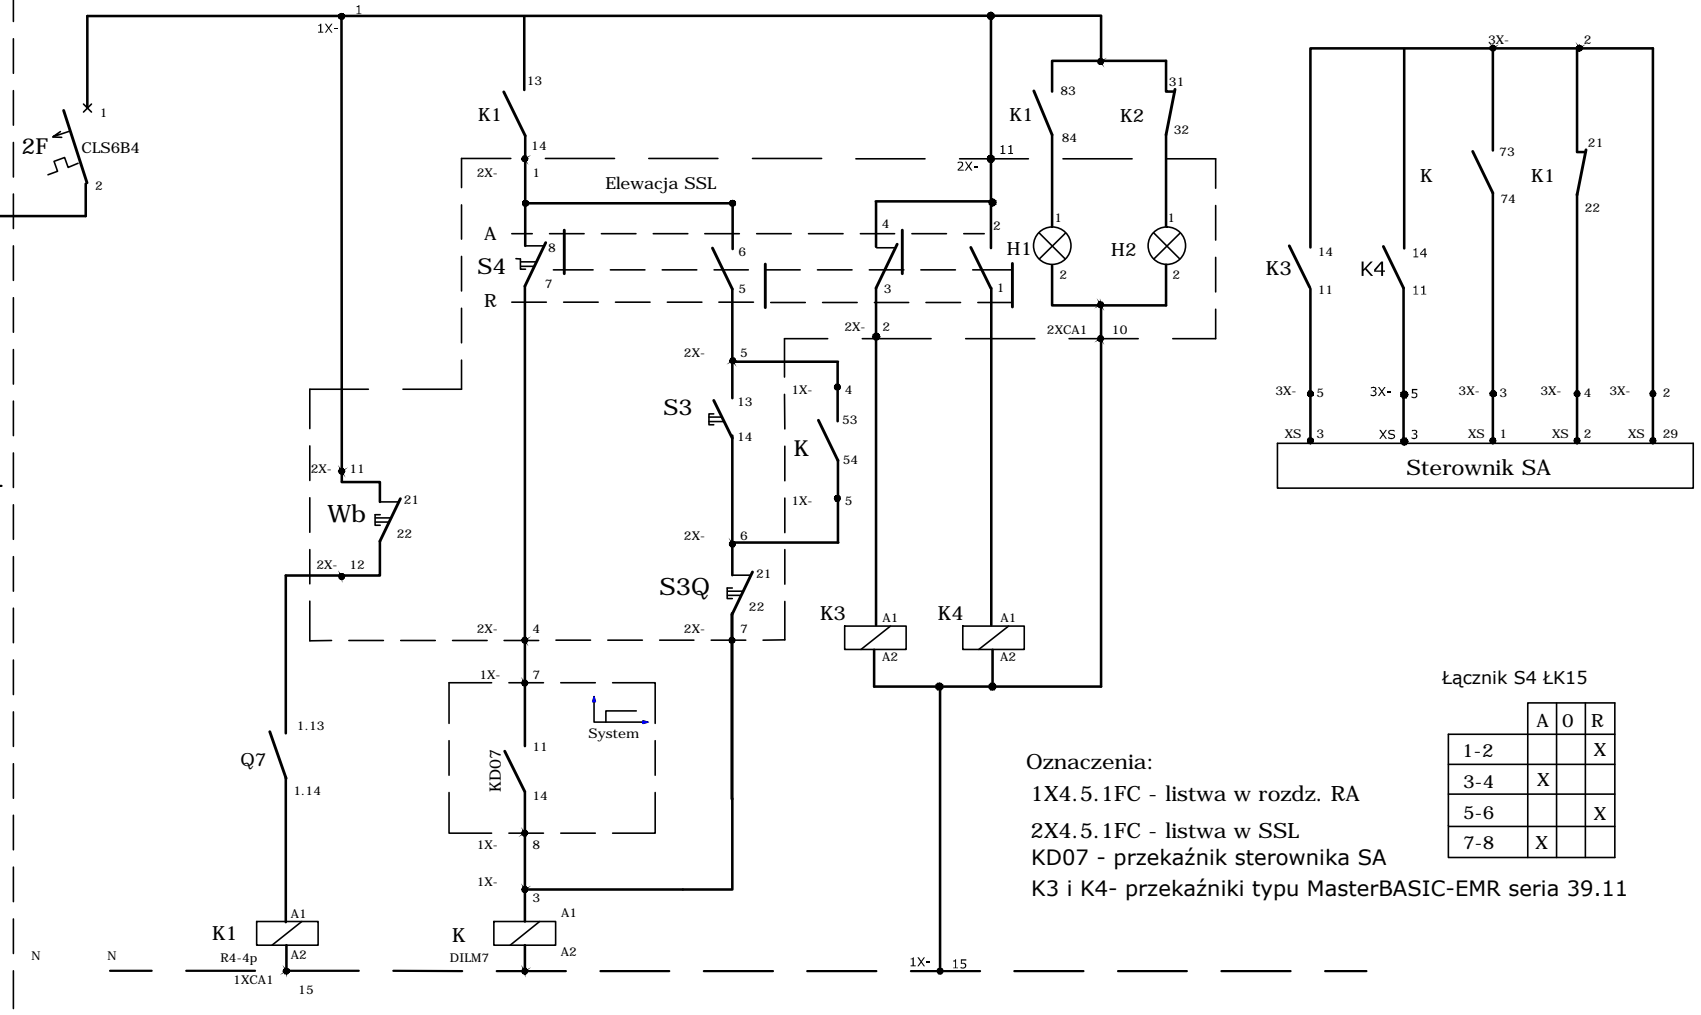 1
1X-
3X-
2
13
83
31
1
2F
CLS6B4
K1
K1
K2
84
32
2
14
11
2X-
1
2X-
Elewacja SSL
21
73
K
K1
74
22
A
8
6
4
2
1
1
S4
H1
H2
14
14
7
5
3
1
2
2
K3
K4
R
11
11
2X-
2
2XCA1
10
2X-
5
1X-
4
3X-
5
3X-
5
3X-
3
3X-
4
3X-
2
S3
13
53
14
K
54
XS
3
XS
3
XS
1
XS
2
XS
29
2X-
11
Sterownik SA
21
1X-
5
Wb
22
2X-
6
2X-
12
21
S3Q
22
K3
A1
K4
A1
2X-
4
2X-
7
A2
A2
1X-
7
Łącznik S4 ŁK15
A
0
R
1-2
X
3-4
X
5-6
X
7-8
X
1.13
System
11
Q7
KD07
1.14
14
Oznaczenia:
1X4.5.1FC - listwa w rozdz. RA
2X4.5.1FC - listwa w SSL
KD07 - przekaźnik sterownika SA
K3 i K4- przekaźniki typu MasterBASIC-EMR seria 39.11
1X-
8
1X-
3
A1
A1
K1
K
N
N
R4-4p
A2
DILM7
A2
1XCA1
15
1X-
15